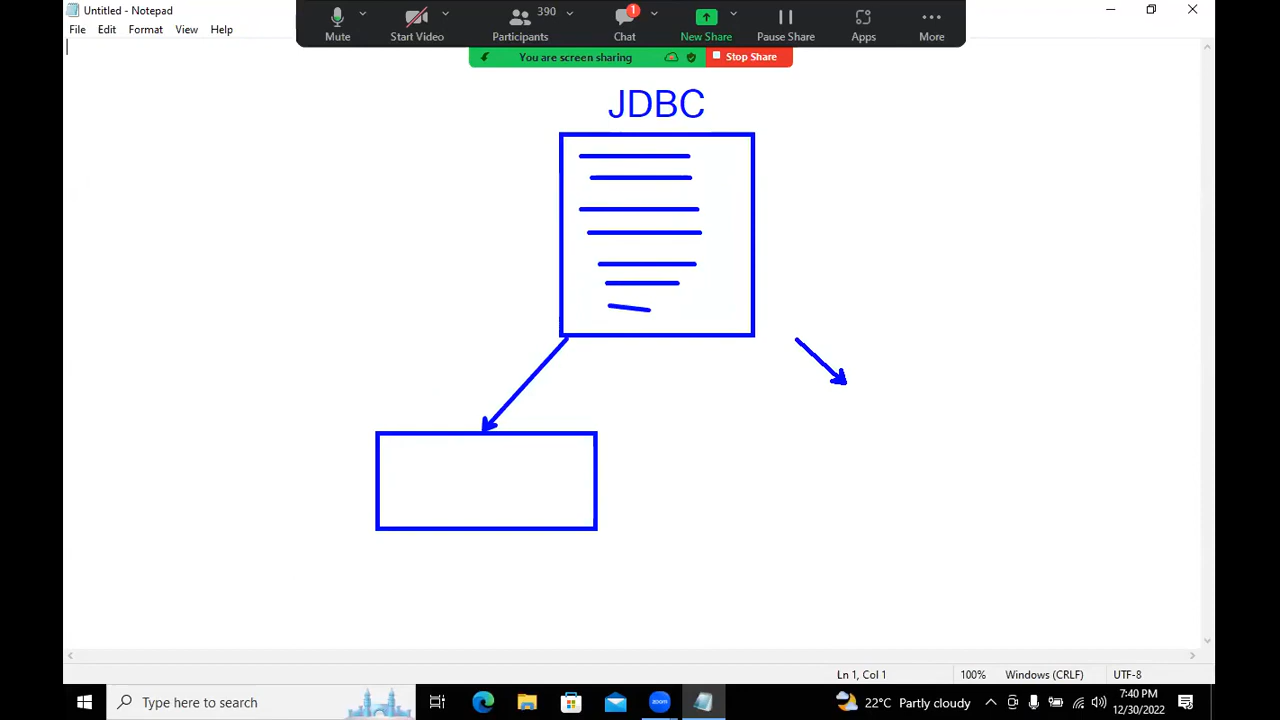 Untitled - Notepad
File Edit Format View Help
390
1
Mute Start Video Participants Chat New Share Pause Share Apps More
You are screen sharing Stop Share
JDBC
Ln 1, Col 1 100% Windows (CRLF) UTF-8
Type here to search
zoom
22°C Partly cloudy
7:40 PM
12/30/2022